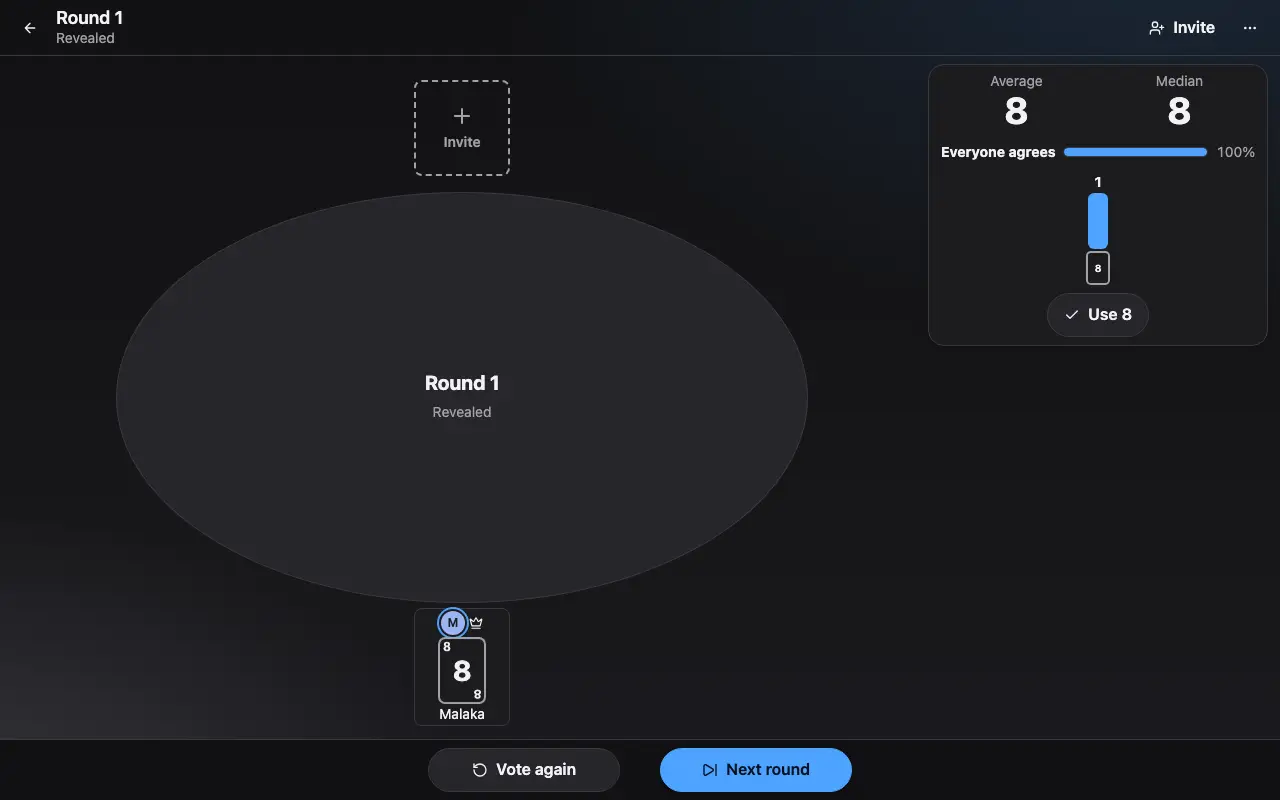 Round 1
Revealed
Invite
Invite
Average
8
Median
8
Everyone agrees
100%
1
8
Use 8
Round 1
Revealed
M
8
8
8
Malaka
Vote again
Next round